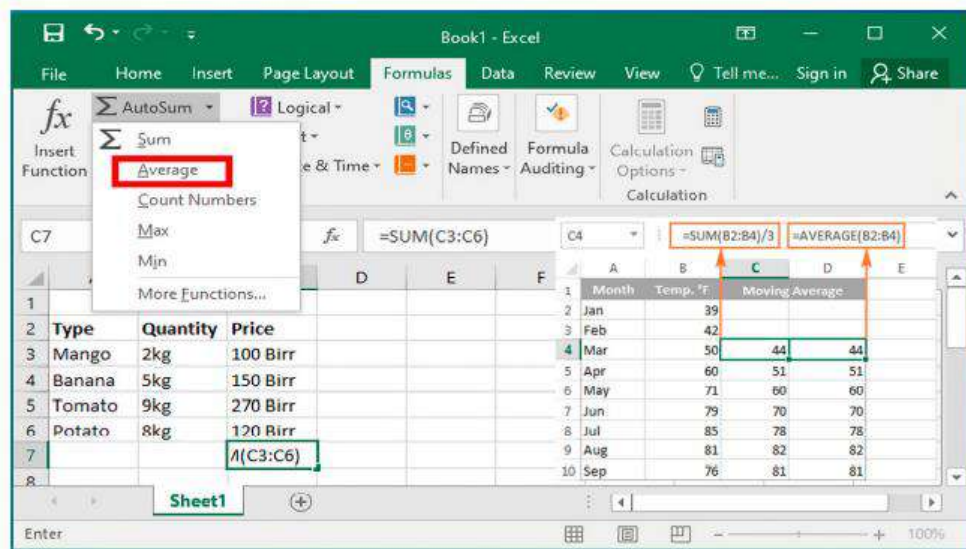 Book1 - Excel
File Home Insert Page Layout Formulas Data Review View Tell me... Sign in Share
fx Σ AutoSum Logical
Insert Function
Σ Sum
Average
Count Numbers
Max
Min
More Functions...
t
e & Time
Defined Names
Formula Auditing
Calculation Options
Calculation
C7 fx =SUM(C3:C6)
D E F
1
2 Type Quantity Price
3 Mango 2kg 100 Birr
4 Banana 5kg 150 Birr
5 Tomato 9kg 270 Birr
6 Potato 8kg 120 Birr
7 (C3:C6)
8
C4 =SUM(B2:B4)/3 =AVERAGE(B2:B4)
A B C D E
1 Month Temp. °F Moving Average
2 Jan 39
3 Feb 42
4 Mar 50 44 44
5 Apr 60 51 51
6 May 71 60 60
7 Jun 79 70 70
8 Jul 85 78 78
9 Aug 81 82 82
10 Sep 76 81 81
Sheet1
Enter 100%